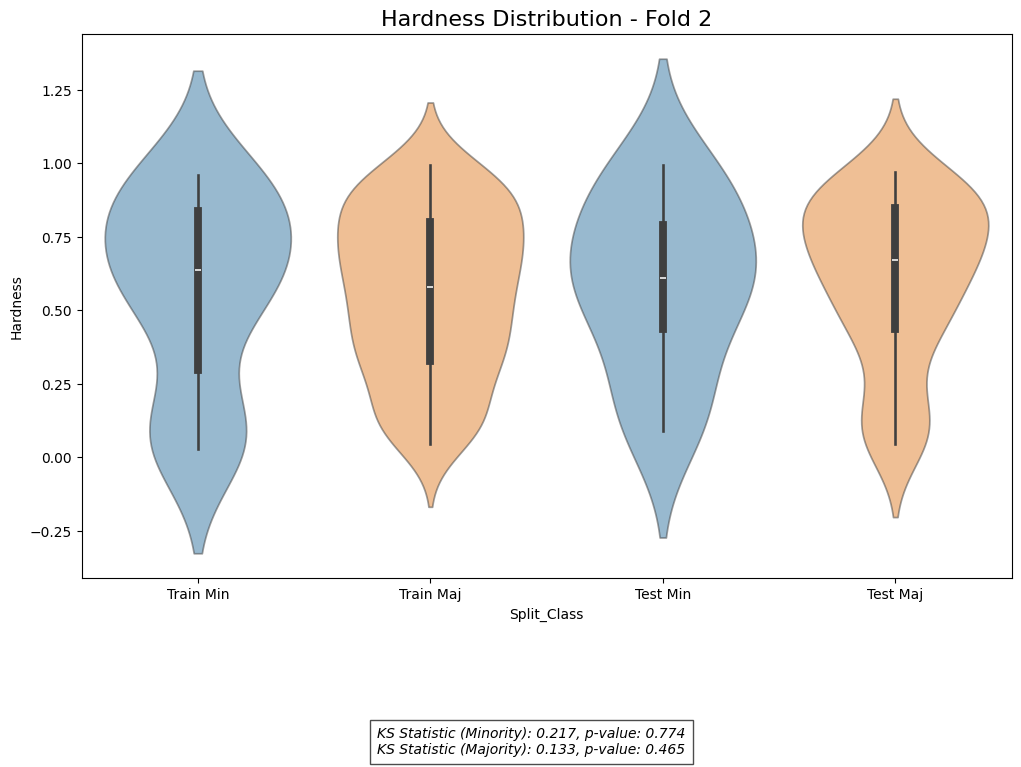 Hardness Distribution - Fold 2
1.25
1.00
0.75
0.50
0.25
0.00
−0.25
Hardness
Train Min
Train Maj
Test Min
Test Maj
Split_Class
KS Statistic (Minority): 0.217, p-value: 0.774
KS Statistic (Majority): 0.133, p-value: 0.465